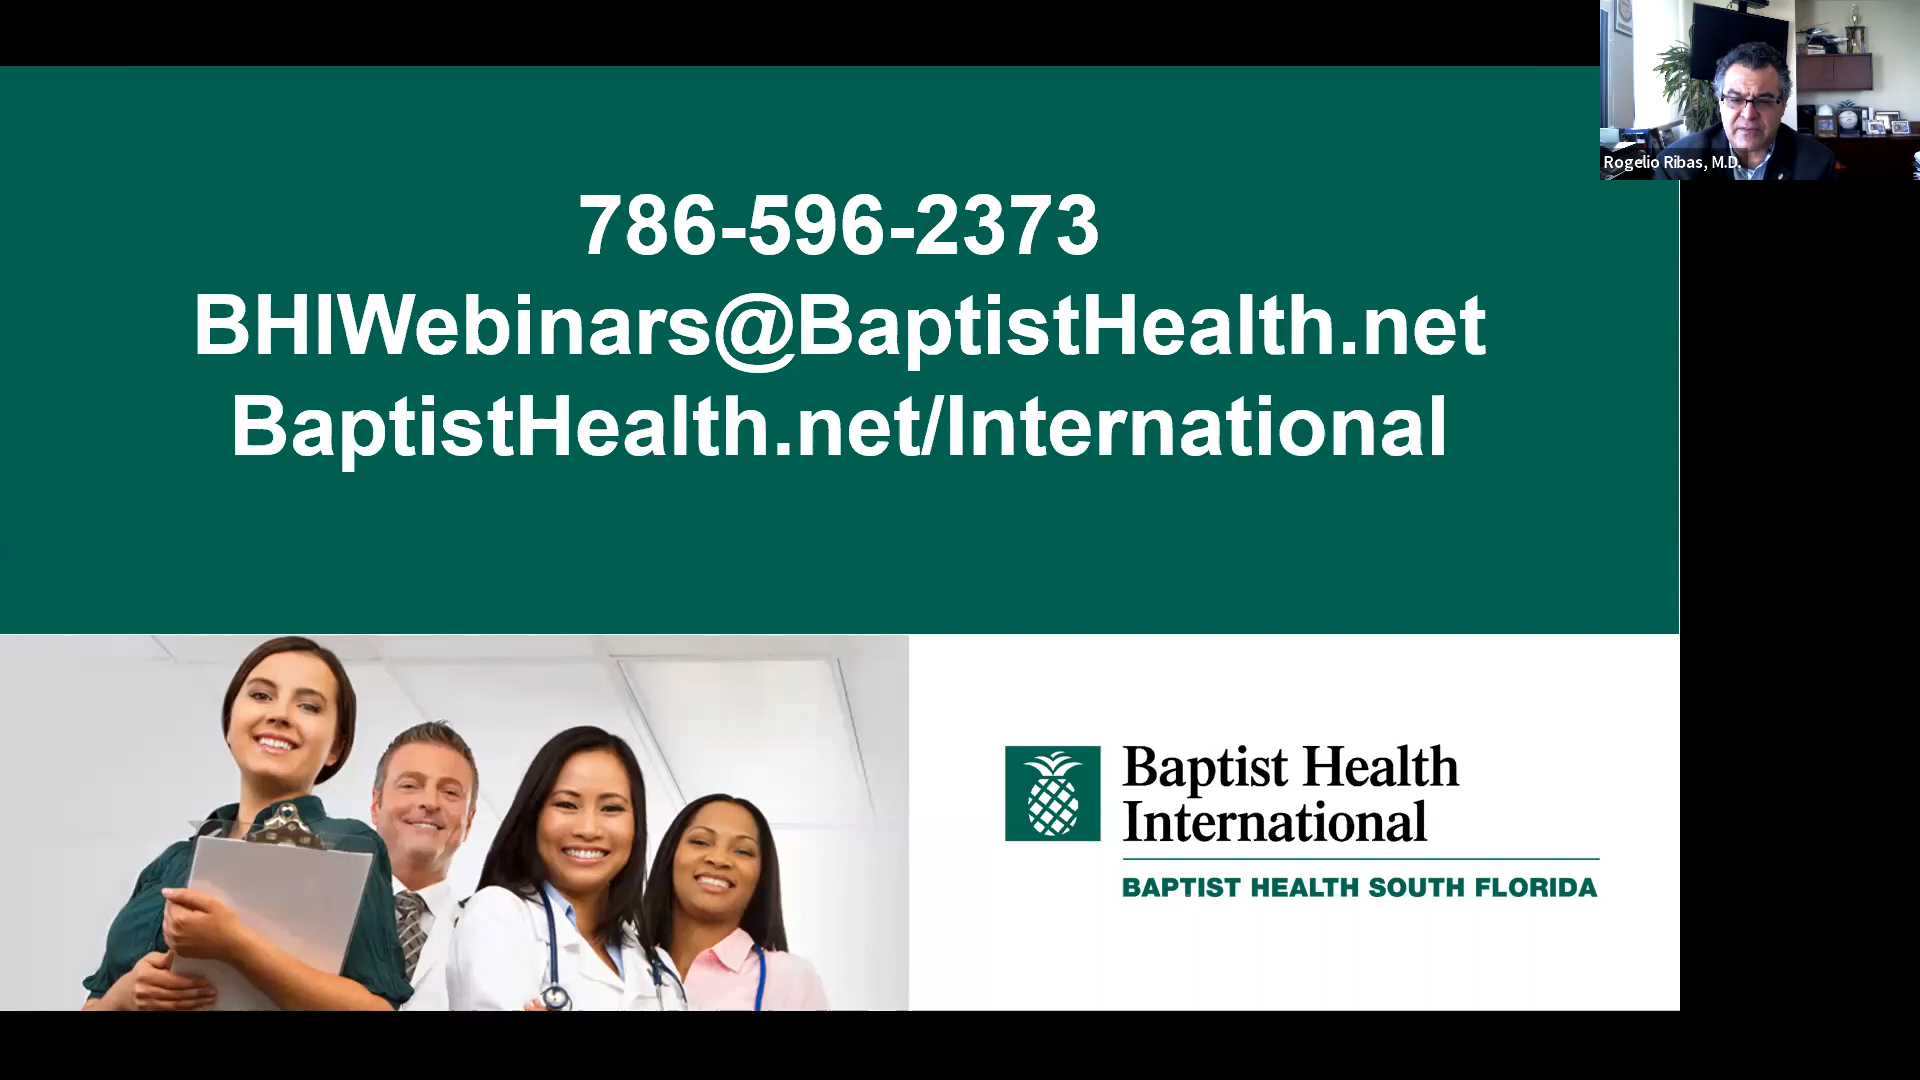 786-596-2373
BHIWebinars@BaptistHealth.net
BaptistHealth.net/International
Rogelio Ribas, M.D.
Baptist Health
International
BAPTIST HEALTH SOUTH FLORIDA